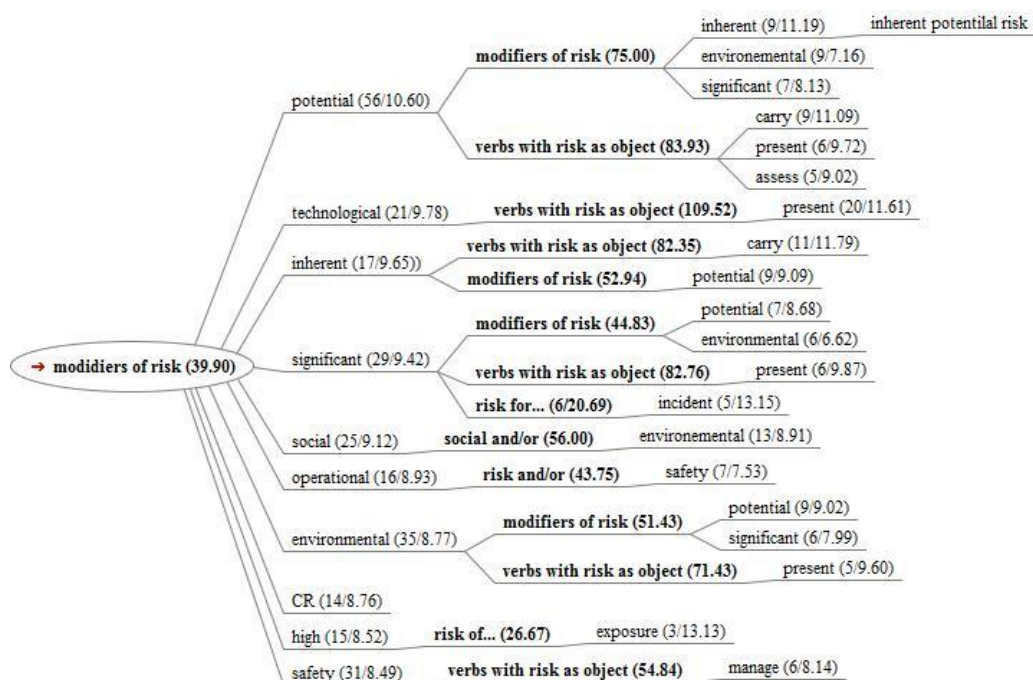 inherent (9/11.19)
inherent potentilal risk
modifiers of risk (75.00)
environemental (9/7.16)
significant (7/8.13)
potential (56/10.60)
carry (9/11.09)
verbs with risk as object (83.93)
present (6/9.72)
assess (5/9.02)
technological (21/9.78)
verbs with risk as object (109.52)
present (20/11.61)
inherent (17/9.65))
verbs with risk as object (82.35)
carry (11/11.79)
modifiers of risk (52.94)
potential (9/9.09)
➔ modidiers of risk (39.90)
significant (29/9.42)
modifiers of risk (44.83)
potential (7/8.68)
environmental (6/6.62)
verbs with risk as object (82.76)
present (6/9.87)
risk for... (6/20.69)
incident (5/13.15)
social (25/9.12)
social and/or (56.00)
environemental (13/8.91)
operational (16/8.93)
risk and/or (43.75)
safety (7/7.53)
environmental (35/8.77)
modifiers of risk (51.43)
potential (9/9.02)
significant (6/7.99)
verbs with risk as object (71.43)
present (5/9.60)
CR (14/8.76)
high (15/8.52)
risk of... (26.67)
exposure (3/13.13)
safety (31/8.49)
verbs with risk as object (54.84)
manage (6/8.14)